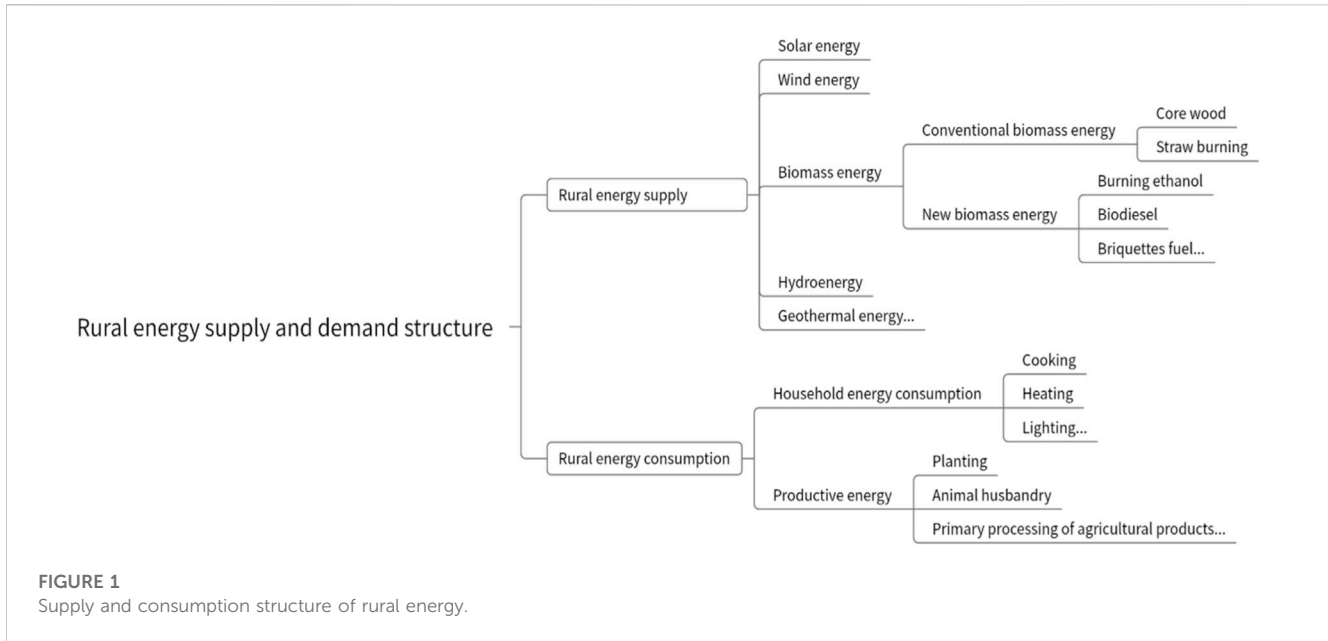 Solar energy
Wind energy
Core wood
Conventional biomass energy
Straw burning
Biomass energy
Burning ethanol
Rural energy supply
New biomass energy
Biodiesel
Briquettes fuel...
Hydroenergy
Geothermal energy...
Rural energy supply and demand structure
Cooking
Household energy consumption
Heating
Lighting...
Rural energy consumption
Planting
Productive energy
Animal husbandry
Primary processing of agricultural products...
FIGURE 1
Supply and consumption structure of rural energy.